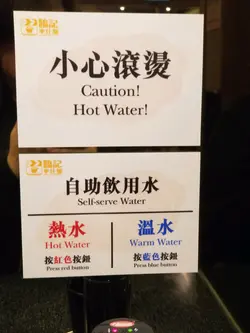 小心滾燙
Caution!
Hot Water!
自助飲用水
Self-serve Water
熱水
Hot Water
按紅色按鈕
Press red button
溫水
Warm Water
按藍色按鈕
Press blue button